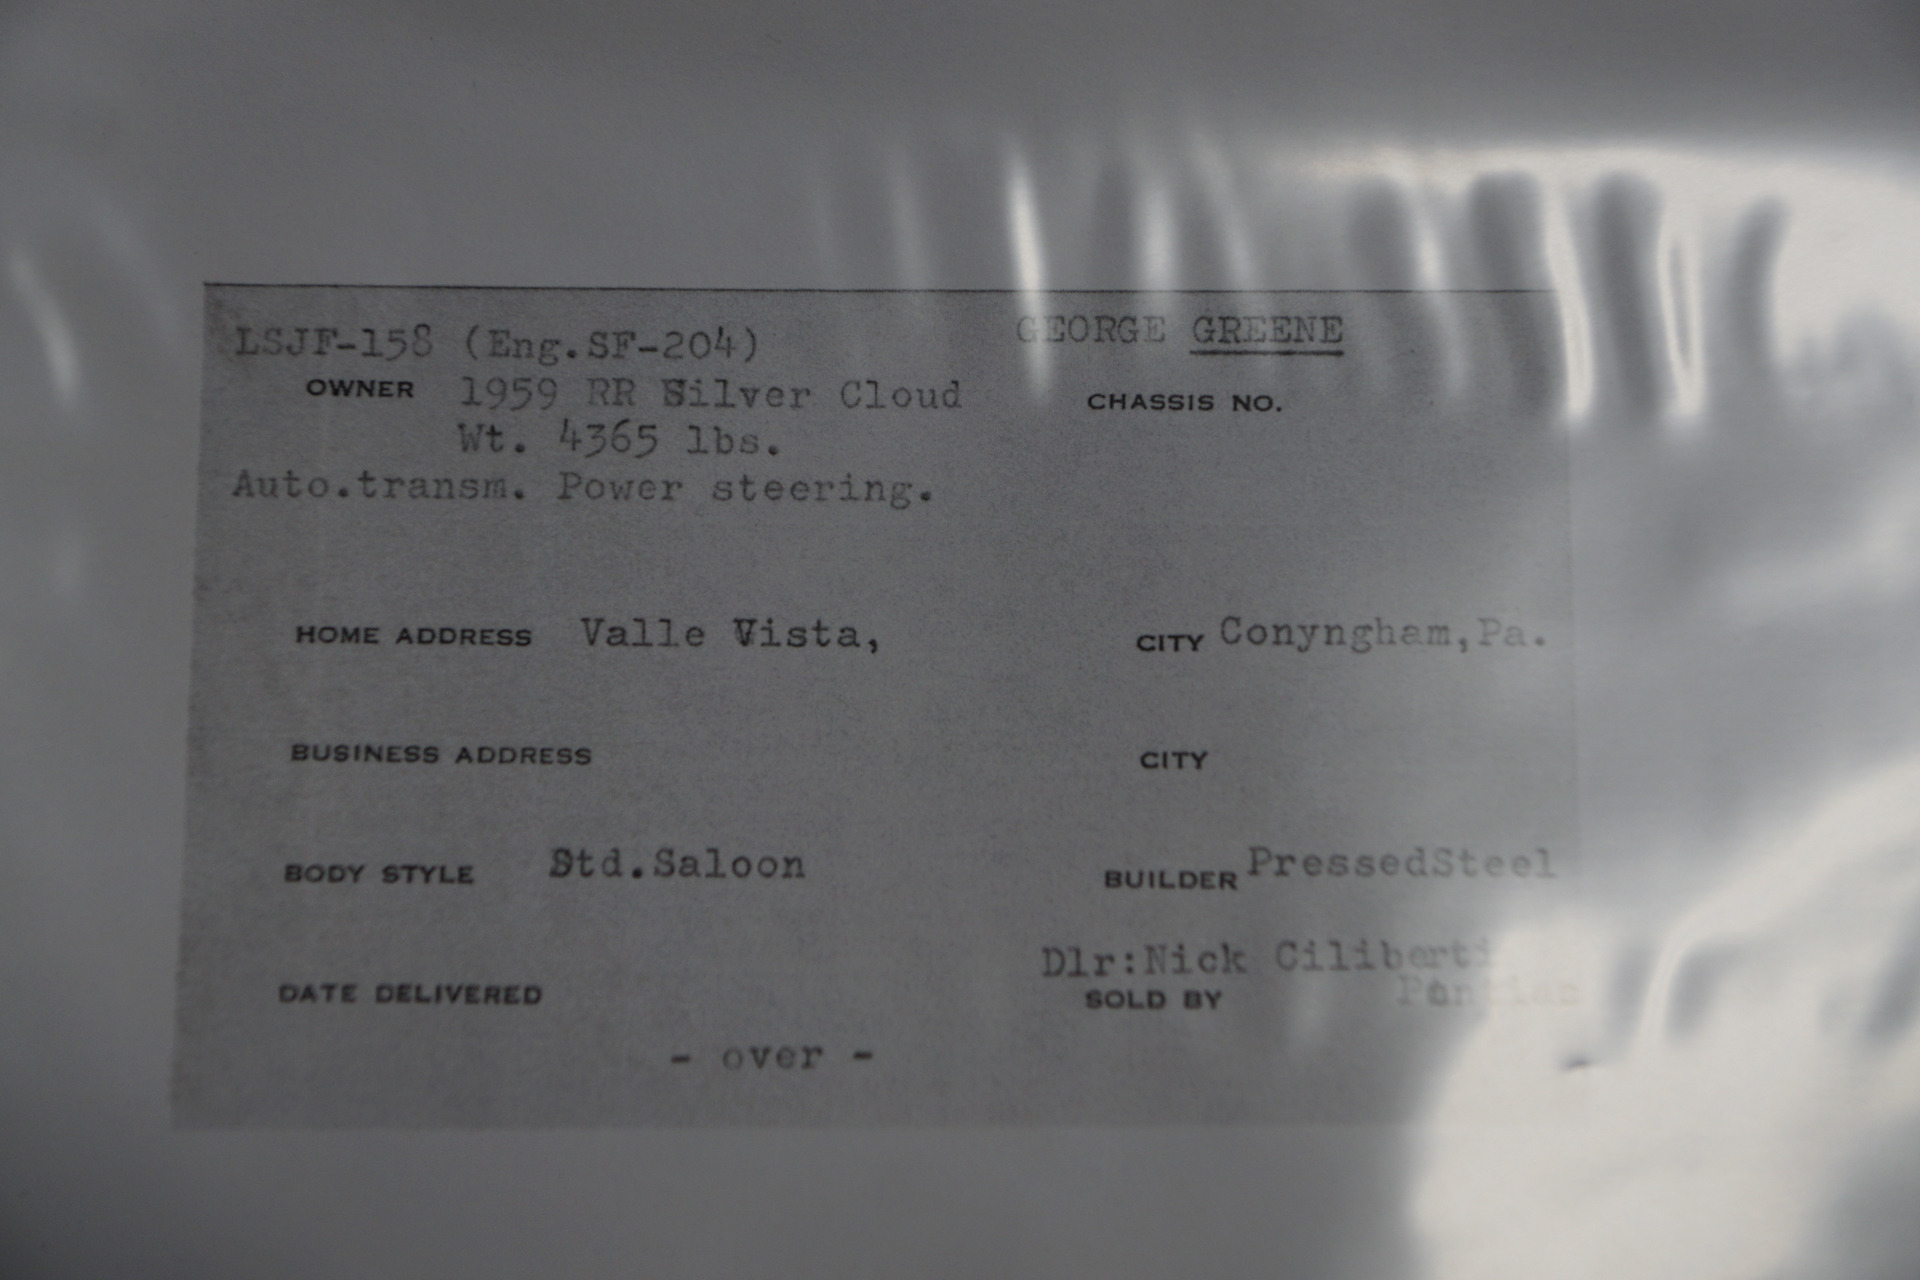 LSJF-158 (Eng.SF-204) GEORGE GREENE
OWNER 1959 RR Silver Cloud CHASSIS NO.
Wt. 4365 lbs.
Auto.transm. Power steering.
HOME ADDRESS Valle Vista, CITY Conyngham,Pa.
BUSINESS ADDRESS CITY
BODY STYLE Std.Saloon BUILDER PressedSteel
Dlr:Nick Ciliberti
DATE DELIVERED SOLD BY Pontiac
- over -